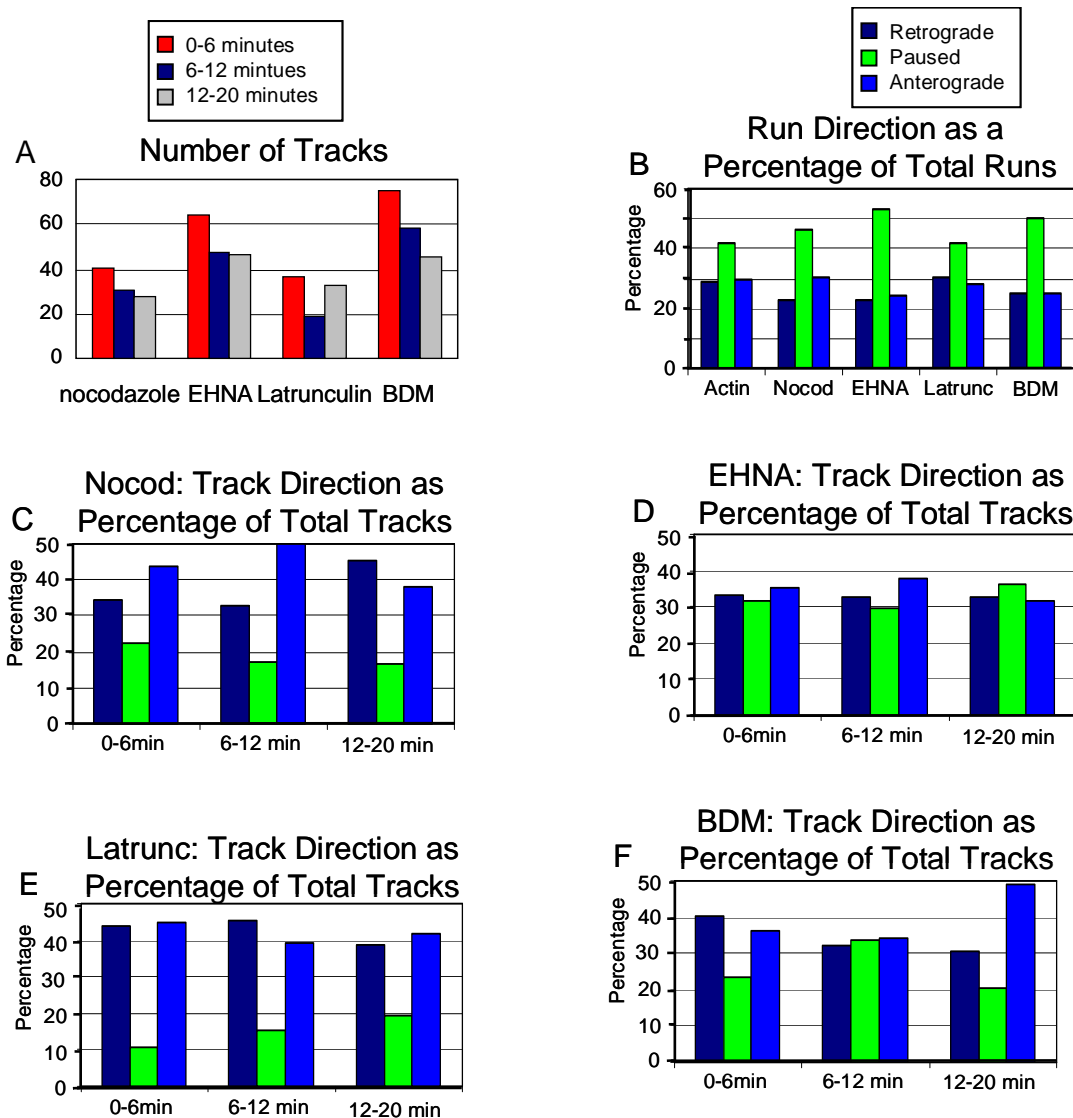 0-6 minutes
6-12 mintues
12-20 minutes
Retrograde
Paused
Anterograde
A
Number of Tracks
80
60
40
20
0
nocodazole EHNA Latrunculin BDM
B
Run Direction as a
Percentage of Total Runs
Percentage
60
40
20
0
Actin Nocod EHNA Latrunc BDM
C
Nocod: Track Direction as
Percentage of Total Tracks
Percentage
50
40
30
20
10
0
0-6min 6-12 min 12-20 min
D
EHNA: Track Direction as
Percentage of Total Tracks
Percentage
50
40
30
20
10
0
0-6min 6-12 min 12-20 min
E
Latrunc: Track Direction as
Percentage of Total Tracks
Percentage
50
40
30
20
10
0
0-6min 6-12 min 12-20 min
F
BDM: Track Direction as
Percentage of Total Tracks
Percentage
50
40
30
20
10
0
0-6min 6-12 min 12-20 min